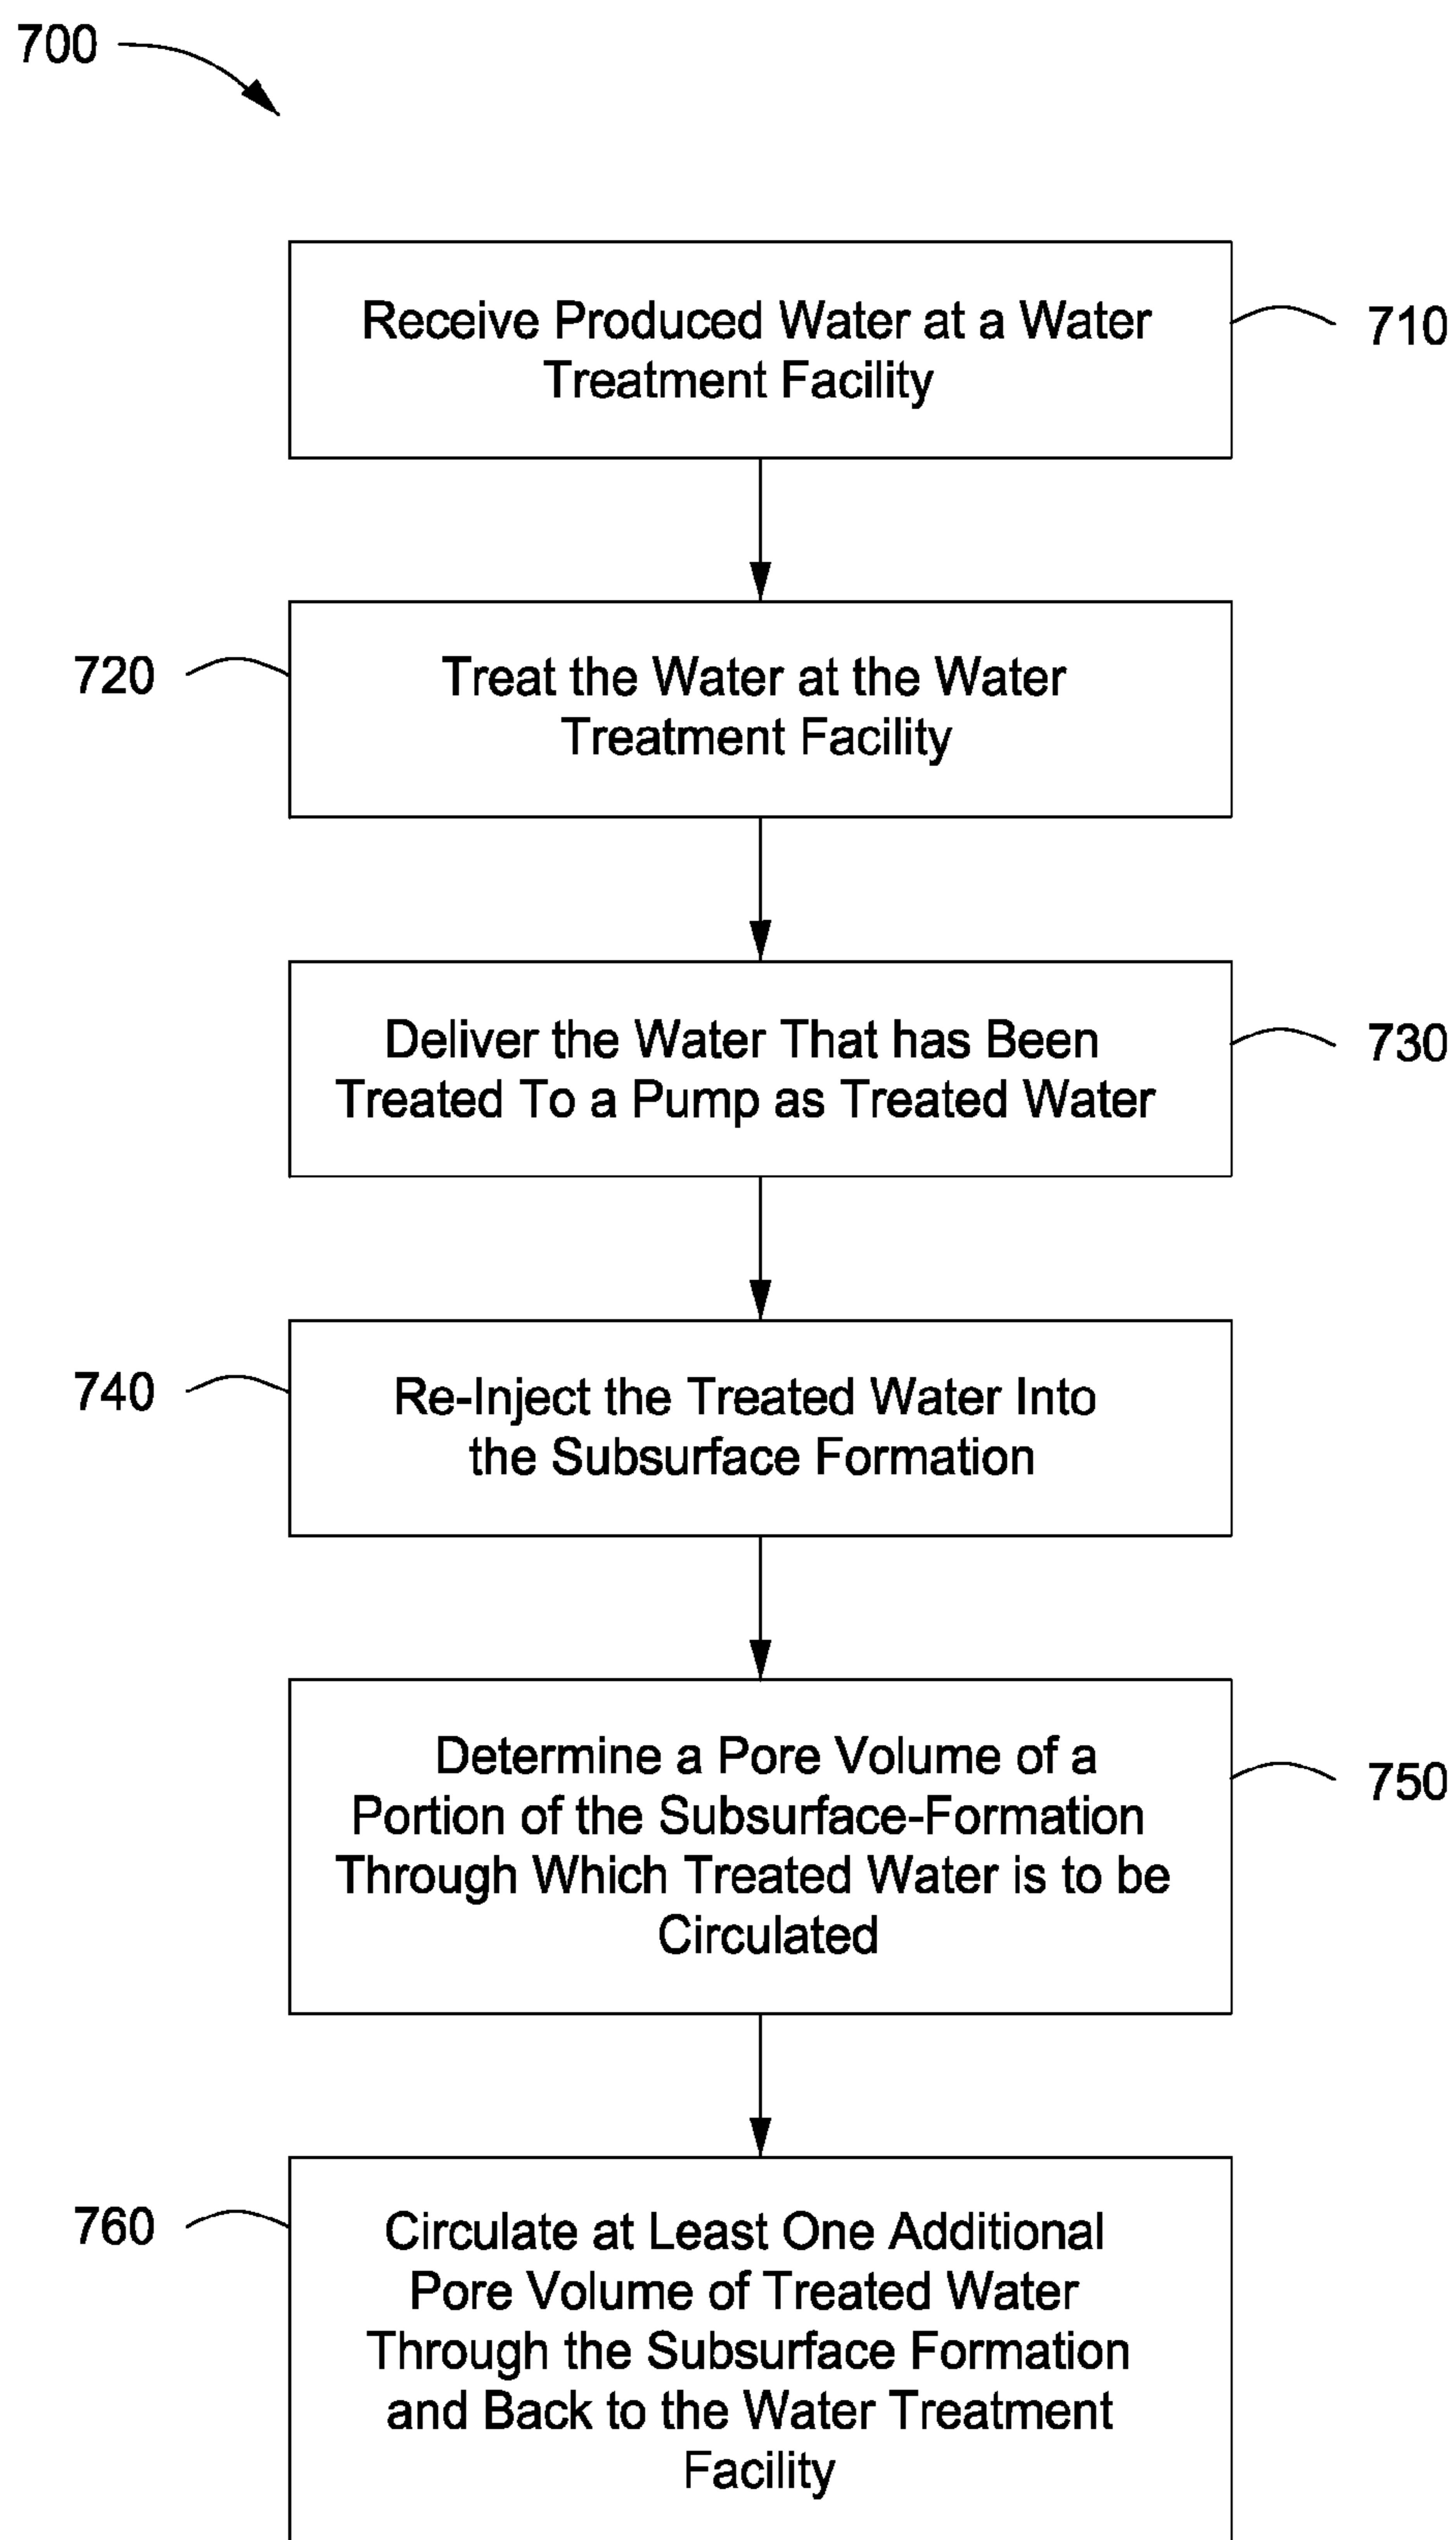 700
Receive Produced Water at a Water
Treatment Facility
710
720
Treat the Water at the Water
Treatment Facility
Deliver the Water That has Been
Treated To a Pump as Treated Water
730
740
Re-Inject the Treated Water Into
the Subsurface Formation
Determine a Pore Volume of a
Portion of the Subsurface-Formation
Through Which Treated Water is to be
Circulated
750
760
Circulate at Least One Additional
Pore Volume of Treated Water
Through the Subsurface Formation
and Back to the Water Treatment
Facility